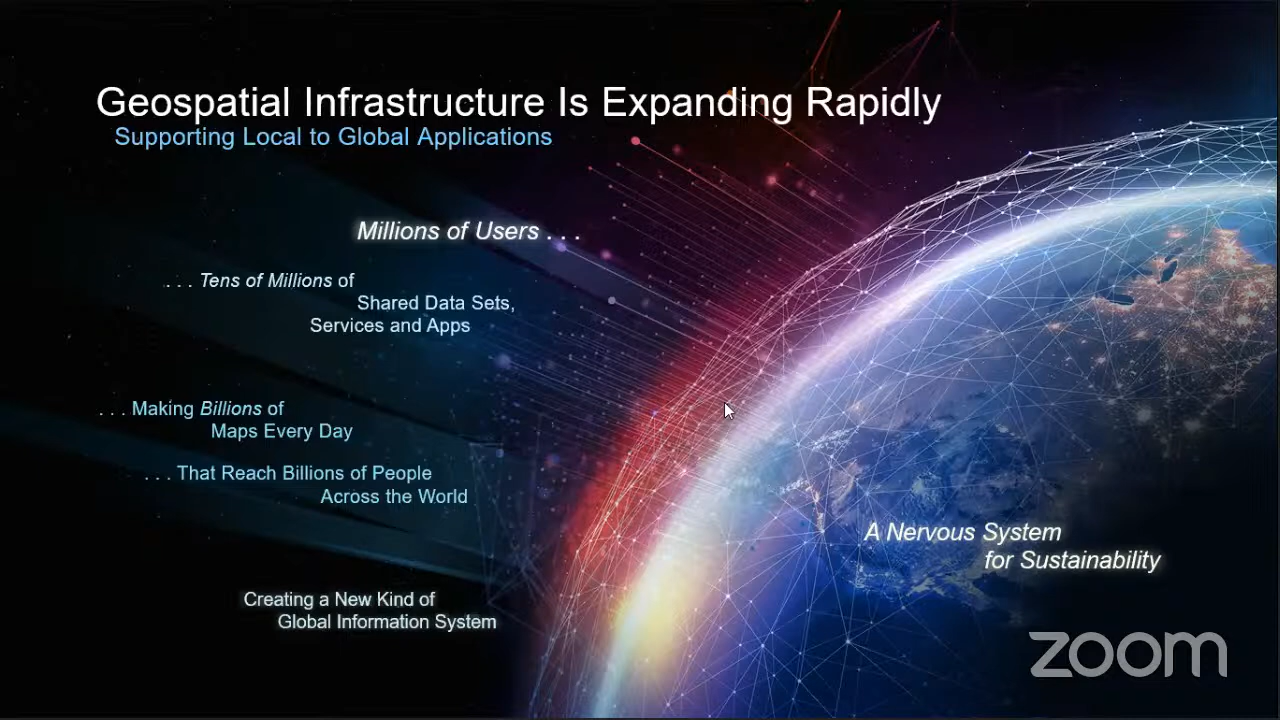 Geospatial Infrastructure Is Expanding Rapidly
Supporting Local to Global Applications
Millions of Users . . .
. . . Tens of Millions of
Shared Data Sets,
Services and Apps
. . . Making Billions of
Maps Every Day
. . . That Reach Billions of People
Across the World
A Nervous System
for Sustainability
Creating a New Kind of
Global Information System
zoom